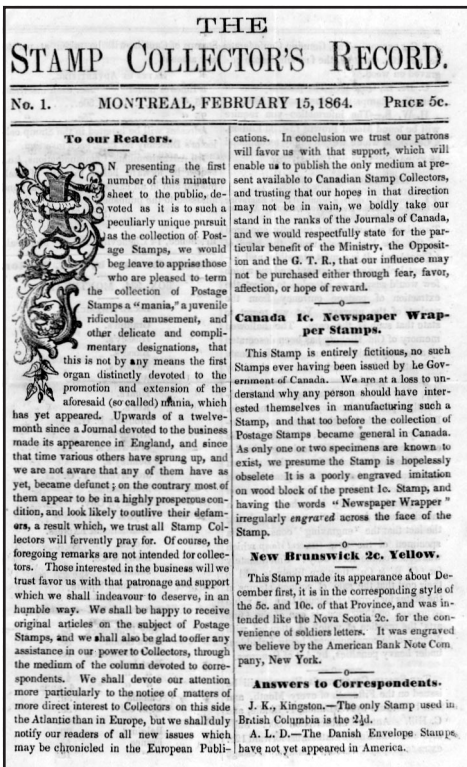 THE
STAMP COLLECTOR'S RECORD.
No. 1. MONTREAL, FEBRUARY 15, 1864. PRICE 5c.
To our Readers.
IN presenting the first
number of this minature
sheet to the public, de-
voted as it is to such a
peculiarly unique pursuit
as the collection of Post-
age Stamps, we would
beg leave to apprise those
who are pleased to term
the collection of Postage
Stamps a "mania," a juvenile
ridiculous amusement, and
other delicate and compli-
mentary designations, that
this is not by any means the first
organ distinctly devoted to the
promotion and extension of the
aforesaid (so called) mania, which
has yet appeared. Upwards of a twelve-
month since a Journal devoted to the business
made its appearence in England, and since
that time various others have sprung up, and
we are not aware that any of them have as
yet, became defunct; on the contrary most of
them appear to be in a highly prosperous con-
dition, and look likely to outlive their defam-
ers, a result which, we trust all Stamp Col-
lectors will fervently pray for. Of course, the
foregoing remarks are not intended for collec-
tors. Those interested in the business will we
trust favor us with that patronage and support
which we shall indeavour to deserve, in an
humble way. We shall be happy to receive
original articles on the subject of Postage
Stamps, and we shall also be glad to offer any
assistance in our power to Collectors, through
the medium of the column devoted to corre-
spondents. We shall devote our attention
more particularly to the notice of matters of
more direct interest to Collectors on this side
the Atlantic than in Europe, but we shall duly
notify our readers of all new issues which
may be chronicled in the European Publi-
cations. In conclusion we trust our patrons
will favor us with that support, which will
enable us to publish the only medium at pre-
sent available to Canadian Stamp Collectors,
and trusting that our hopes in that direction
may not be in vain, we boldly take our
stand in the ranks of the Journals of Canada,
and we would respectfully state for the par-
ticular benefit of the Ministry, the Opposit-
ion and the G. T. R., that our influence may
not be purchased either through fear, favor,
affection, or hope of reward.
Canada 1c. Newspaper Wrap-
per Stamps.
This Stamp is entirely fictitious, no such
Stamps ever having been issued by he Gov-
ernment of Canada. We are at a loss to un-
derstand why any person should have inter-
ested themselves in manufacturing such a
Stamp, and that too before the collection of
Postage Stamps became general in Canada.
As only one or two specimens are known to
exist, we presume the Stamp is hopelessly
obselete It is a poorly engraved imitation
on wood block of the present 1c. Stamp, and
having the words "Newspaper Wrapper"
irregularly engraved across the face of the
Stamp.
New Brunswick 2c. Yellow.
This Stamp made its appearance about De-
cember first, it is in the corresponding style of
the 5c. and 10c. of that Province, and was in-
tended like the Nova Scotia 2c. for the con-
venence of soldiers letters. It was engraved
we believe by the American Bank Note Com
pany, New York.
Answers to Correspondents.
J. K., Kingston.—The only Stamp used in
British Columbia is the 2½d.
A. L. D.—The Danish Envelope Stamps
have not yet appeared in America.